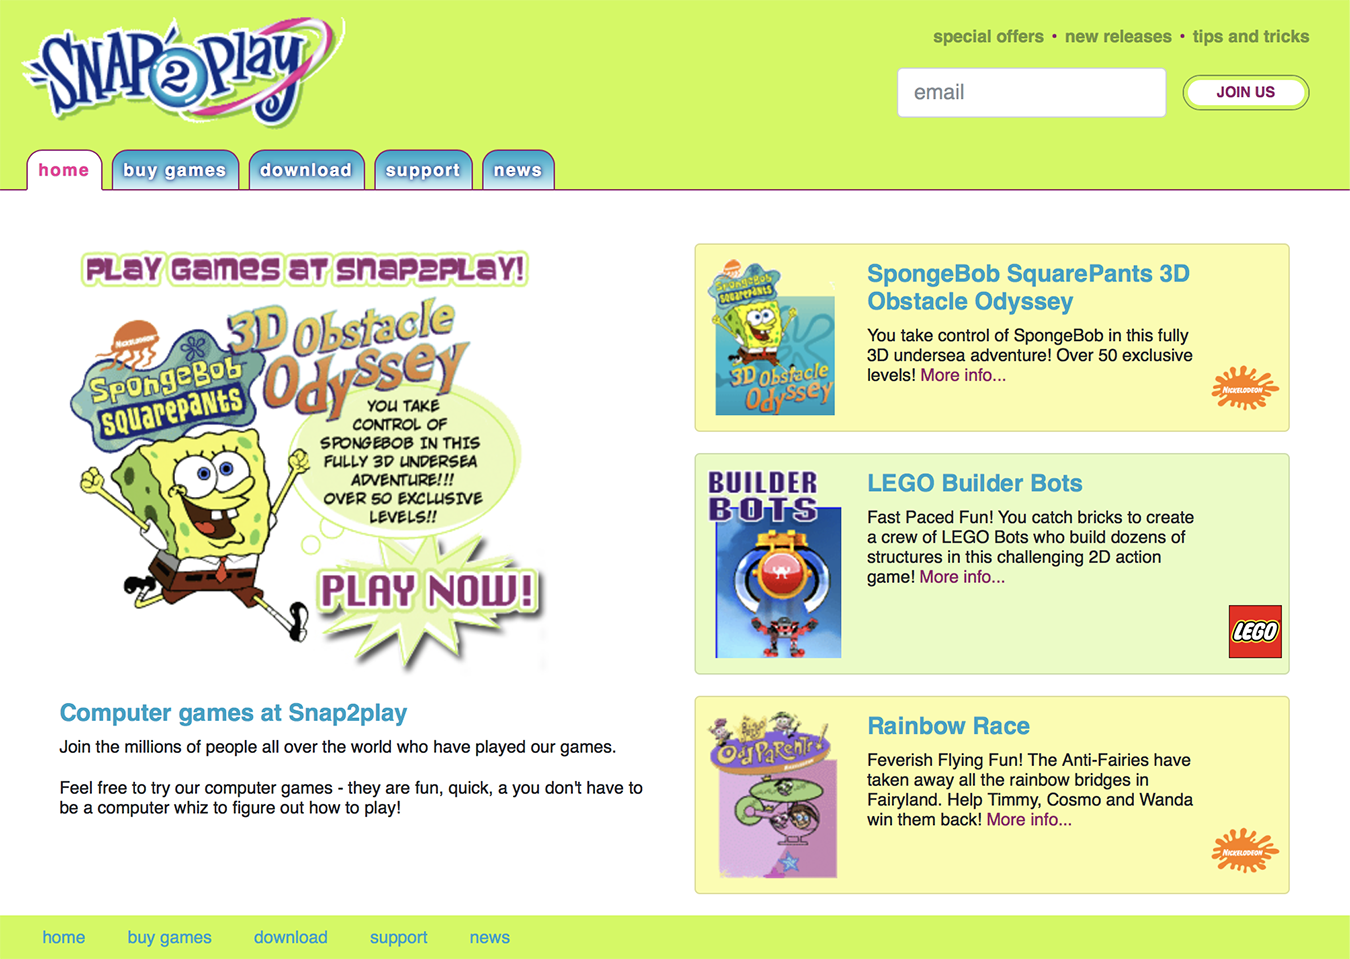 SNAP2Play
special offers • new releases • tips and tricks
email
JOIN US
home
buy games
download
support
news
PLAY GAMES AT SNAP2PLAY!
NICKELODEON
SpongeBob
SQUAREPANTS
3D Obstacle
Odyssey
YOU TAKE
CONTROL OF
SPONGEBOB IN THIS
FULLY 3D UNDERSEA
ADVENTURE!!!
OVER 50 EXCLUSIVE
LEVELS!!
PLAY NOW!
Computer games at Snap2play
Join the millions of people all over the world who have played our games.
Feel free to try our computer games - they are fun, quick, a you don't have to
be a computer whiz to figure out how to play!
SpongeBob
SQUAREPANTS
3D Obstacle
Odyssey
SpongeBob SquarePants 3D
Obstacle Odyssey
You take control of SpongeBob in this fully
3D undersea adventure! Over 50 exclusive
levels! More info...
NICKELODEON
BUILDER
BOTS
LEGO Builder Bots
Fast Paced Fun! You catch bricks to create
a crew of LEGO Bots who build dozens of
structures in this challenging 2D action
game! More info...
LEGO
OddParents!
Rainbow Race
Feverish Flying Fun! The Anti-Fairies have
taken away all the rainbow bridges in
Fairyland. Help Timmy, Cosmo and Wanda
win them back! More info...
NICKELODEON
home
buy games
download
support
news